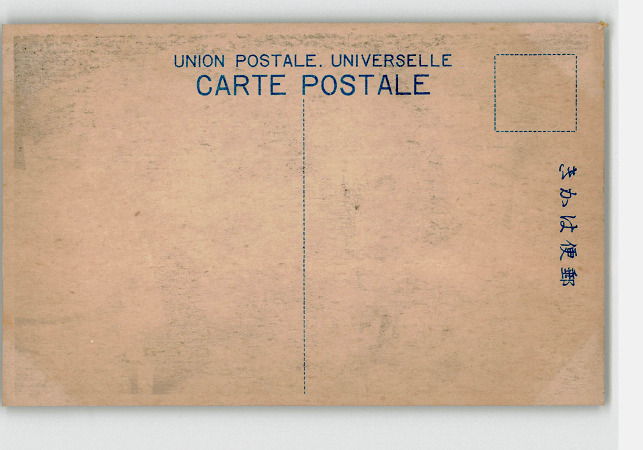 UNION POSTALE. UNIVERSELLE
CARTE POSTALE
きかは便郵